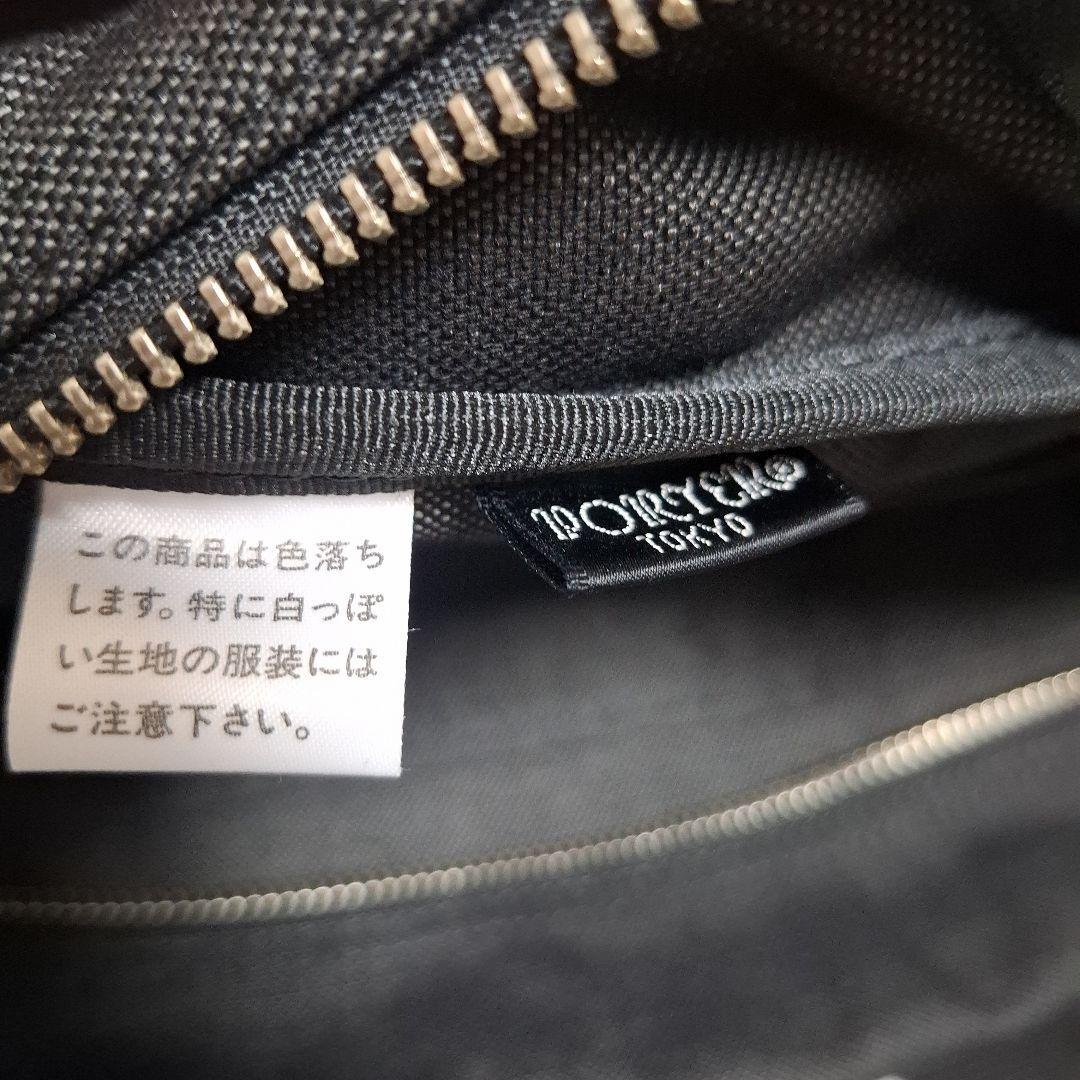 この商品は色落ち
します。特に白っぽ
い生地の服装には
ご注意下さい。
PORTER
TOKYO